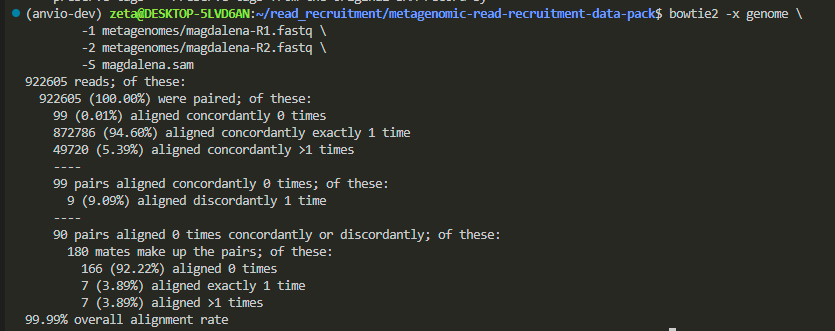 (anvio-dev) zeta@DESKTOP-5LVD6AN:~/read_recruitment/metagenomic-read-recruitment-data-pack$ bowtie2 -x genome \
        -1 metagenomes/magdalena-R1.fastq \
        -2 metagenomes/magdalena-R2.fastq \
        -S magdalena.sam
922605 reads; of these:
  922605 (100.00%) were paired; of these:
    99 (0.01%) aligned concordantly 0 times
    872786 (94.60%) aligned concordantly exactly 1 time
    49720 (5.39%) aligned concordantly >1 times
    ----
    99 pairs aligned concordantly 0 times; of these:
      9 (9.09%) aligned discordantly 1 time
    ----
    90 pairs aligned 0 times concordantly or discordantly; of these:
      180 mates make up the pairs; of these:
        166 (92.22%) aligned 0 times
        7 (3.89%) aligned exactly 1 time
        7 (3.89%) aligned >1 times
99.99% overall alignment rate